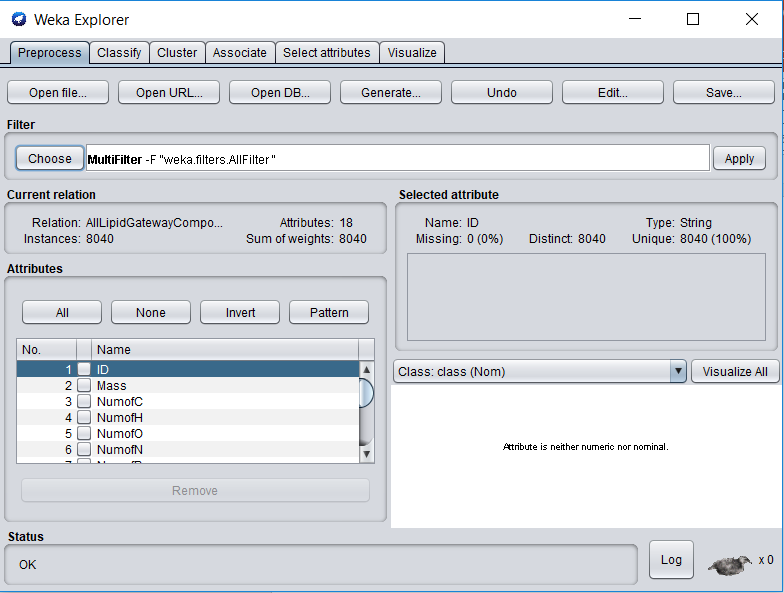 Weka Explorer
Preprocess Classify Cluster Associate Select attributes Visualize
Open file... Open URL... Open DB... Generate... Undo Edit... Save...
Filter
Choose MultiFilter -F "weka.filters.AllFilter " Apply
Current relation
Relation: AllLipidGatewayCompo... Attributes: 18
Instances: 8040 Sum of weights: 8040
Selected attribute
Name: ID Type: String
Missing: 0 (0%) Distinct: 8040 Unique: 8040 (100%)
Attributes
All None Invert Pattern
No. Name
1 ID
2 Mass
3 NumofC
4 NumofH
5 NumofO
6 NumofN
Remove
Class: class (Nom) Visualize All
Attribute is neither numeric nor nominal.
Status
OK
Log x 0